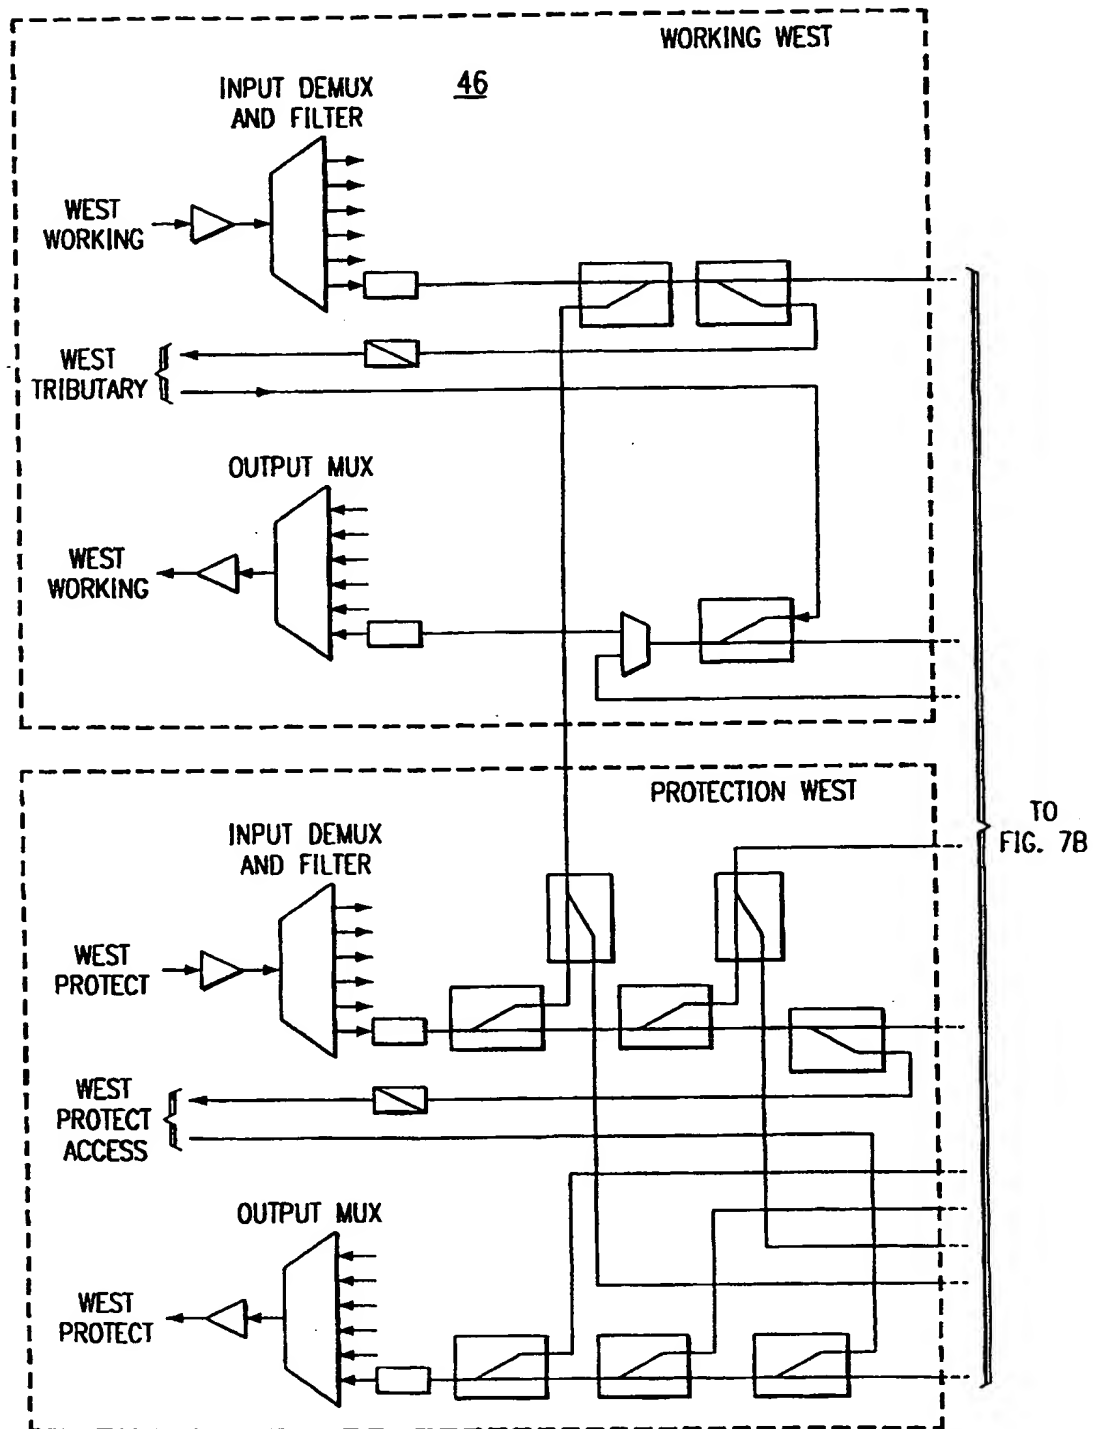 WORKING WEST
46
INPUT DEMUX
AND FILTER
WEST
WORKING
WEST
TRIBUTARY
OUTPUT MUX
WEST
WORKING
PROTECTION WEST
TO
FIG. 7B
INPUT DEMUX
AND FILTER
WEST
PROTECT
WEST
PROTECT
ACCESS
OUTPUT MUX
WEST
PROTECT